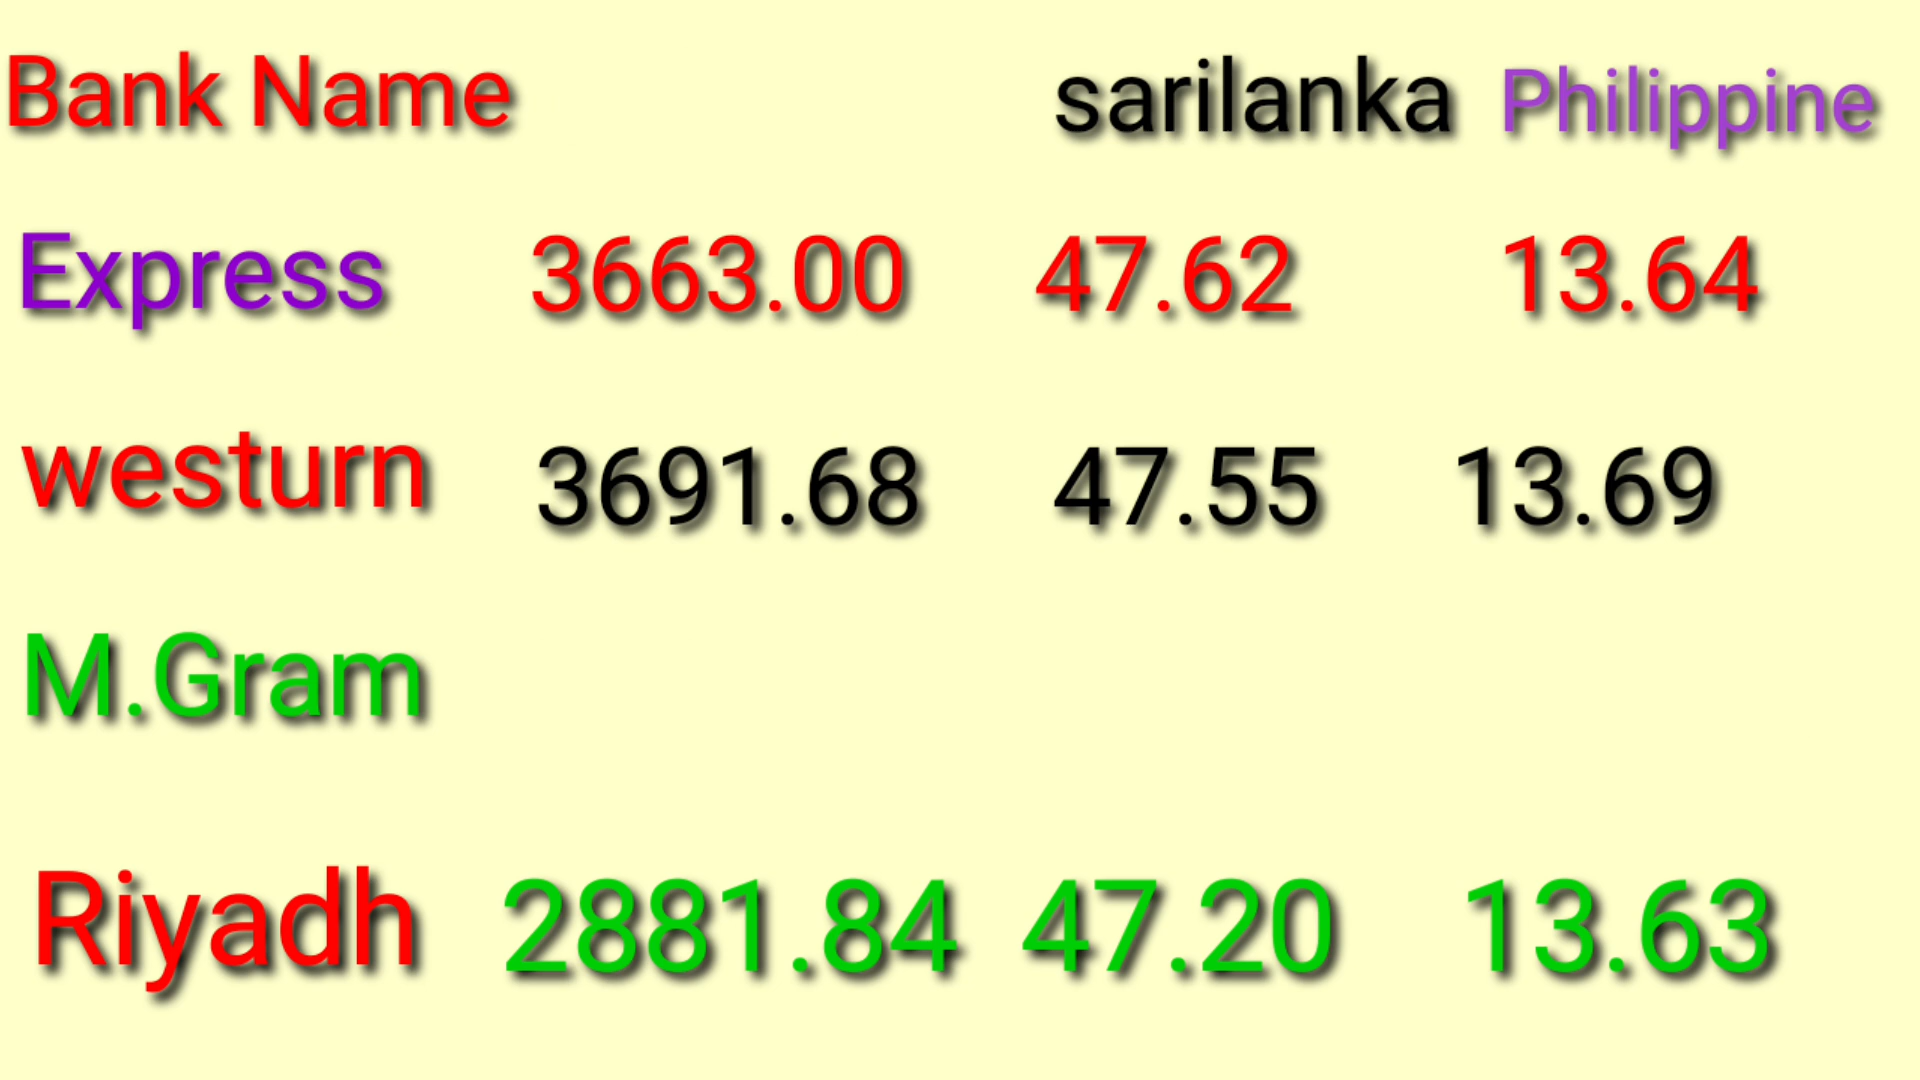 Bank Name sarilanka Philippine
Express 3663.00 47.62 13.64
westurn 3691.68 47.55 13.69
M.Gram
Riyadh 2881.84 47.20 13.63